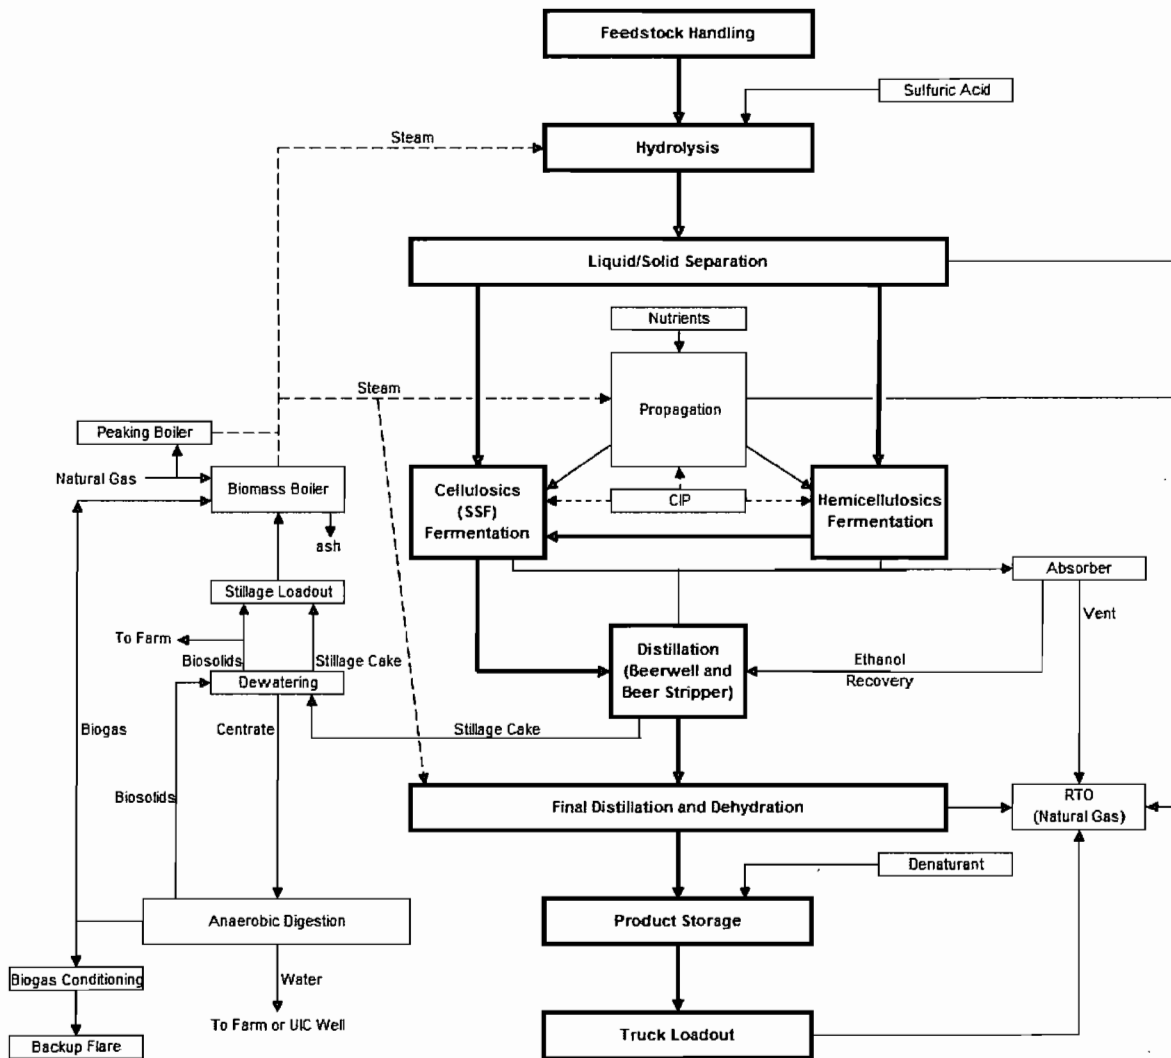 Feedstock Handling
Sulfuric Acid
Steam
Hydrolysis
Liquid/Solid Separation
Nutrients
Steam
Propagation
Peaking Boiler
Natural Gas
Biomass Boiler
Cellulosics
(SSF)
Fermentation
CIP
Hemicellulosics
Fermentation
ash
Absorber
Stillage Loadout
Vent
To Farm
Biosolids
Stillage Cake
Distillation
(Beerwell and
Beer Stripper)
Ethanol
Recovery
Dewatering
Biogas
Centrate
Stillage Cake
Biosolids
Final Distillation and Dehydration
RTO
(Natural Gas)
Denaturant
Anaerobic Digestion
Product Storage
Biogas Conditioning
Water
To Farm or UIC Well
Truck Loadout
Backup Flare